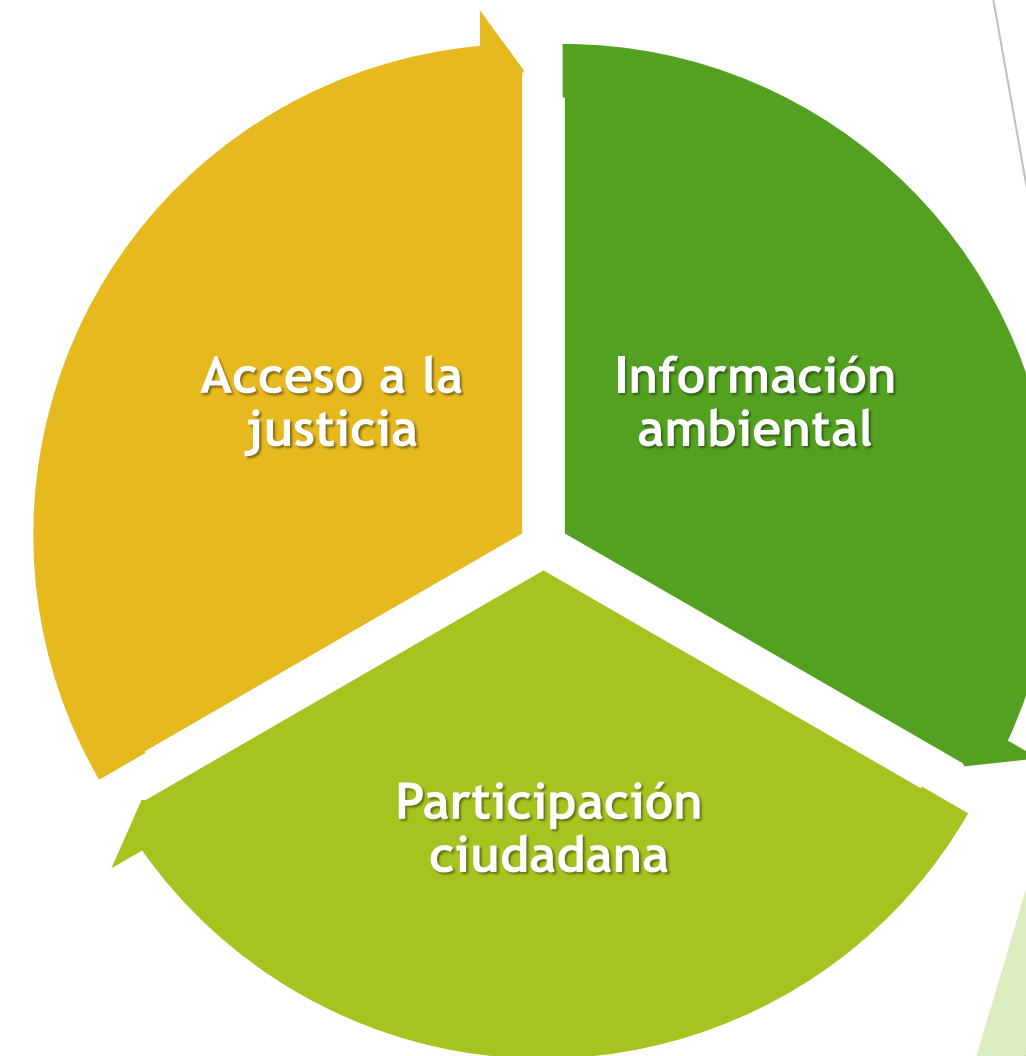 Acceso a la
justicia
Información
ambiental
Participación
ciudadana